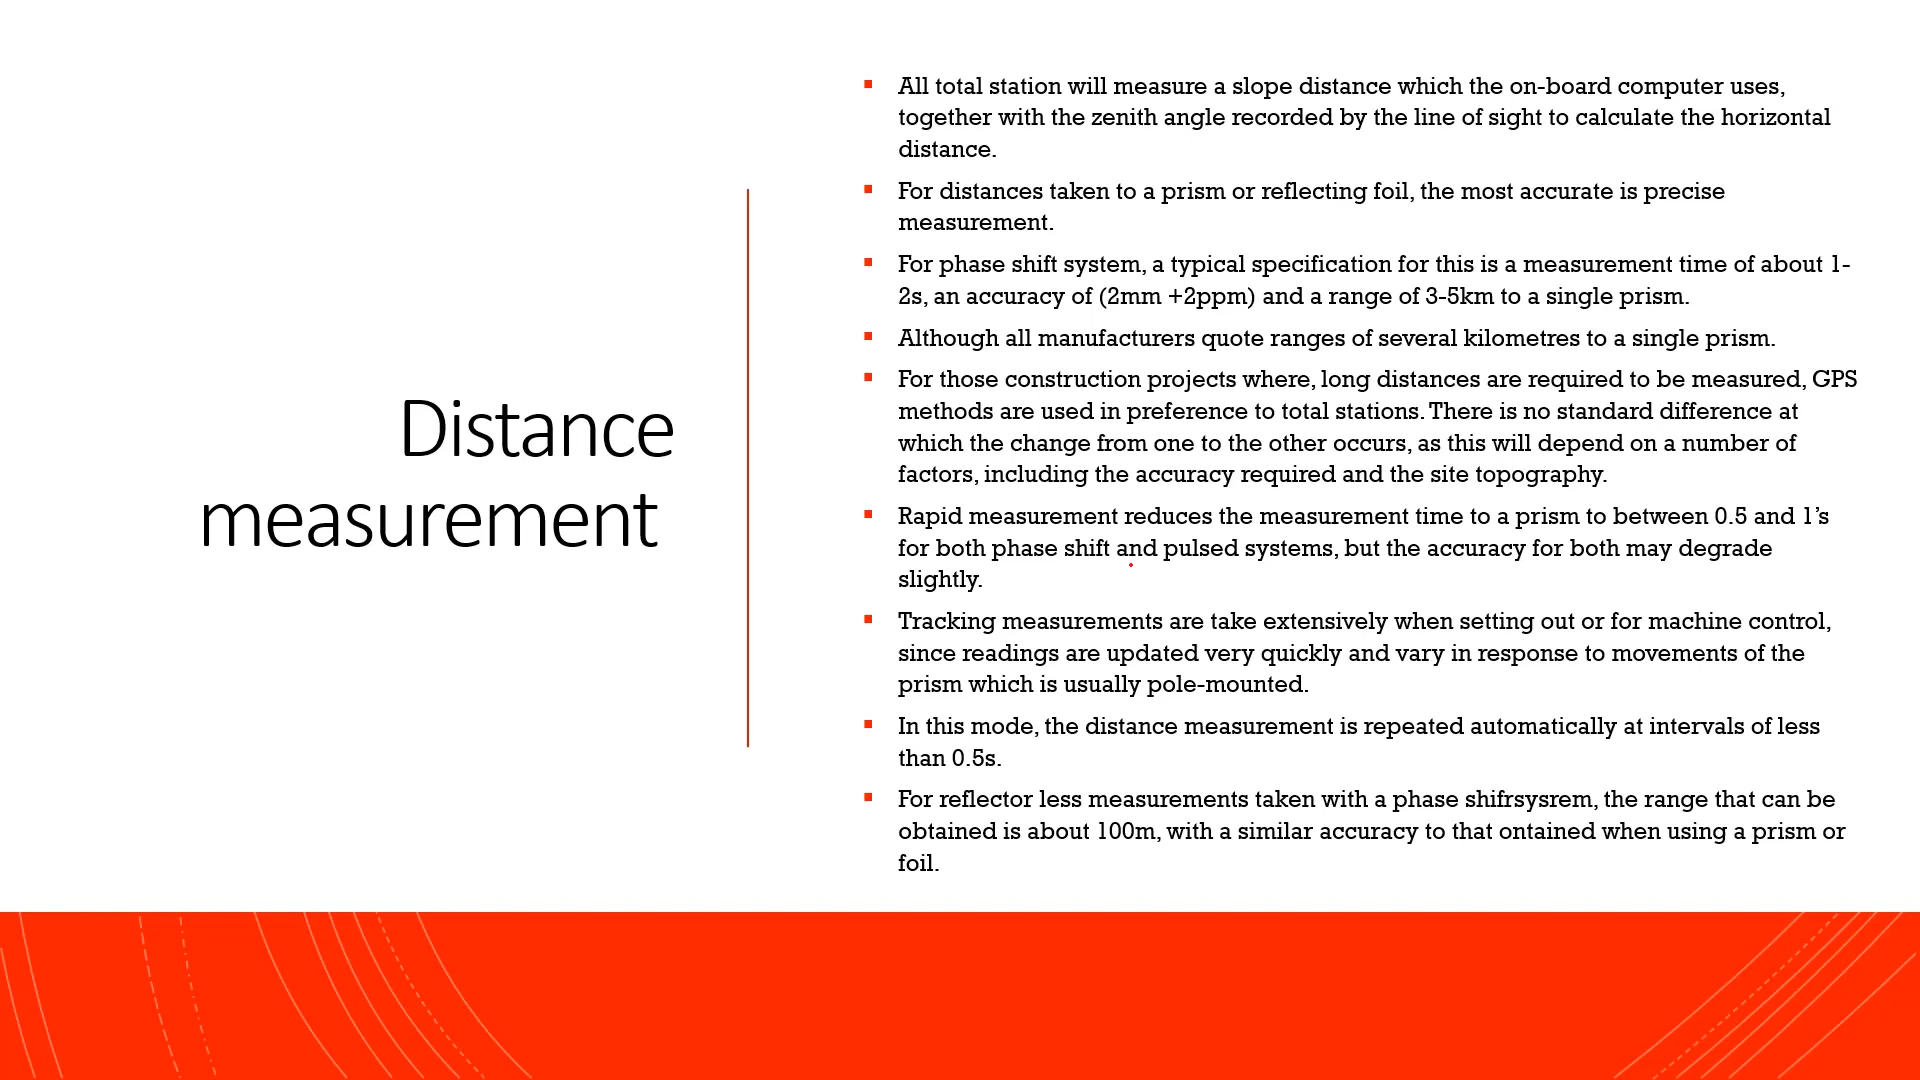 Distance
measurement
All total station will measure a slope distance which the on-board computer uses,
together with the zenith angle recorded by the line of sight to calculate the horizontal
distance.
For distances taken to a prism or reflecting foil, the most accurate is precise
measurement.
For phase shift system, a typical specification for this is a measurement time of about 1-
2s, an accuracy of (2mm +2ppm) and a range of 3-5km to a single prism.
Although all manufacturers quote ranges of several kilometres to a single prism.
For those construction projects where, long distances are required to be measured, GPS
methods are used in preference to total stations. There is no standard difference at
which the change from one to the other occurs, as this will depend on a number of
factors, including the accuracy required and the site topography.
Rapid measurement reduces the measurement time to a prism to between 0.5 and 1’s
for both phase shift and pulsed systems, but the accuracy for both may degrade
slightly.
Tracking measurements are take extensively when setting out or for machine control,
since readings are updated very quickly and vary in response to movements of the
prism which is usually pole-mounted.
In this mode, the distance measurement is repeated automatically at intervals of less
than 0.5s.
For reflector less measurements taken with a phase shifrsysrem, the range that can be
obtained is about 100m, with a similar accuracy to that ontained when using a prism or
foil.